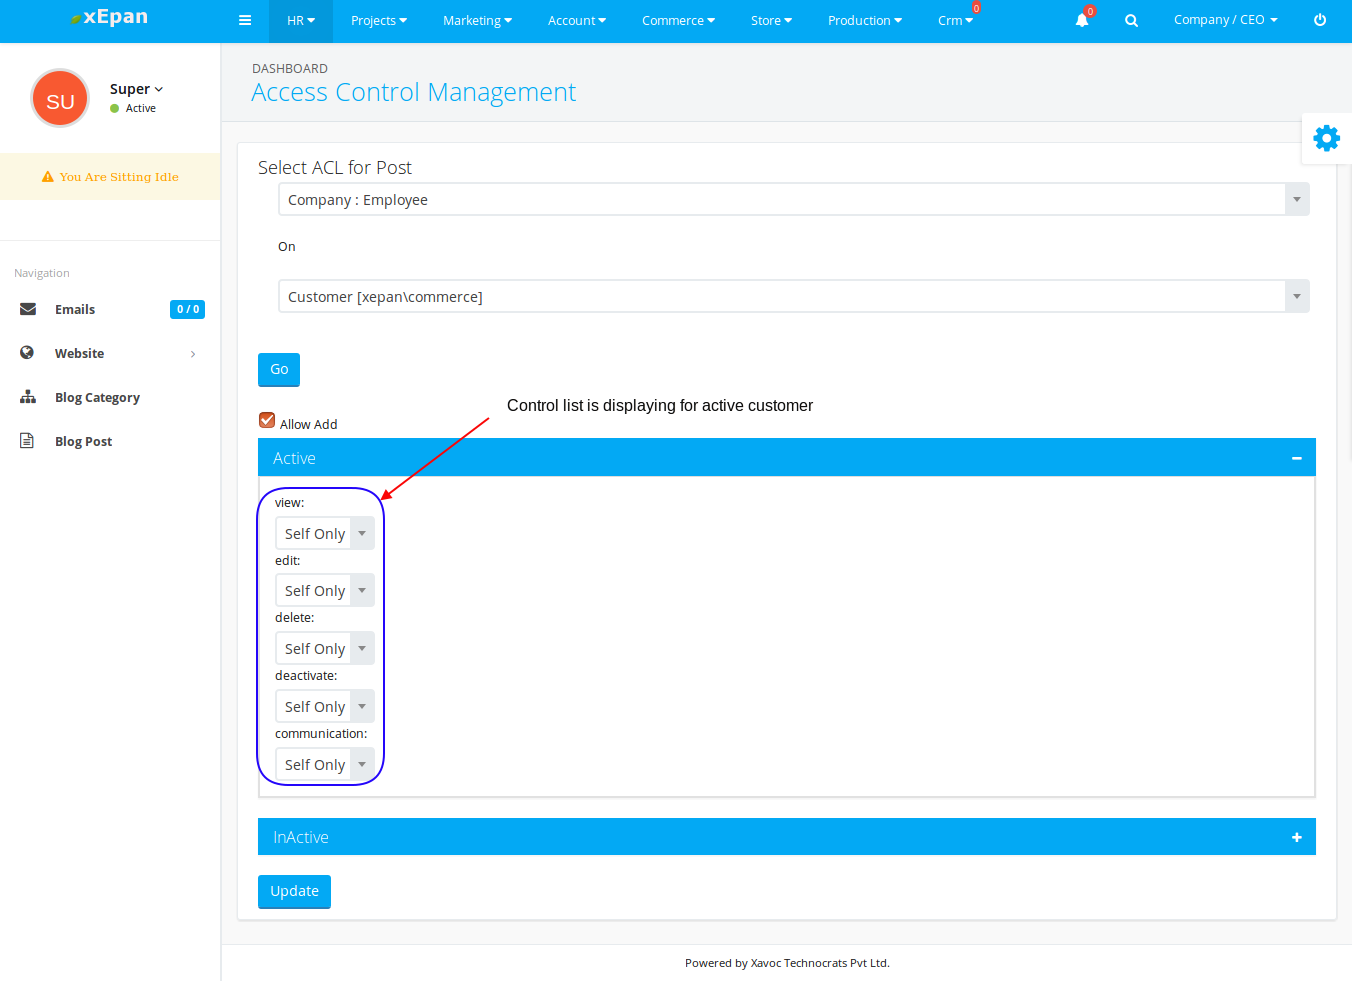 xEpan
HR
Projects
Marketing
Account
Commerce
Store
Production
Crm
0
0
Company / CEO
SU
Super
Active
You Are Sitting Idle
Navigation
Emails
0 / 0
Website
Blog Category
Blog Post
DASHBOARD
Access Control Management
Select ACL for Post
Company : Employee
On
Customer [xepan\commerce]
Go
Control list is displaying for active customer
Allow Add
Active
view:
Self Only
edit:
Self Only
delete:
Self Only
deactivate:
Self Only
communication:
Self Only
InActive
Update
Powered by Xavoc Technocrats Pvt Ltd.